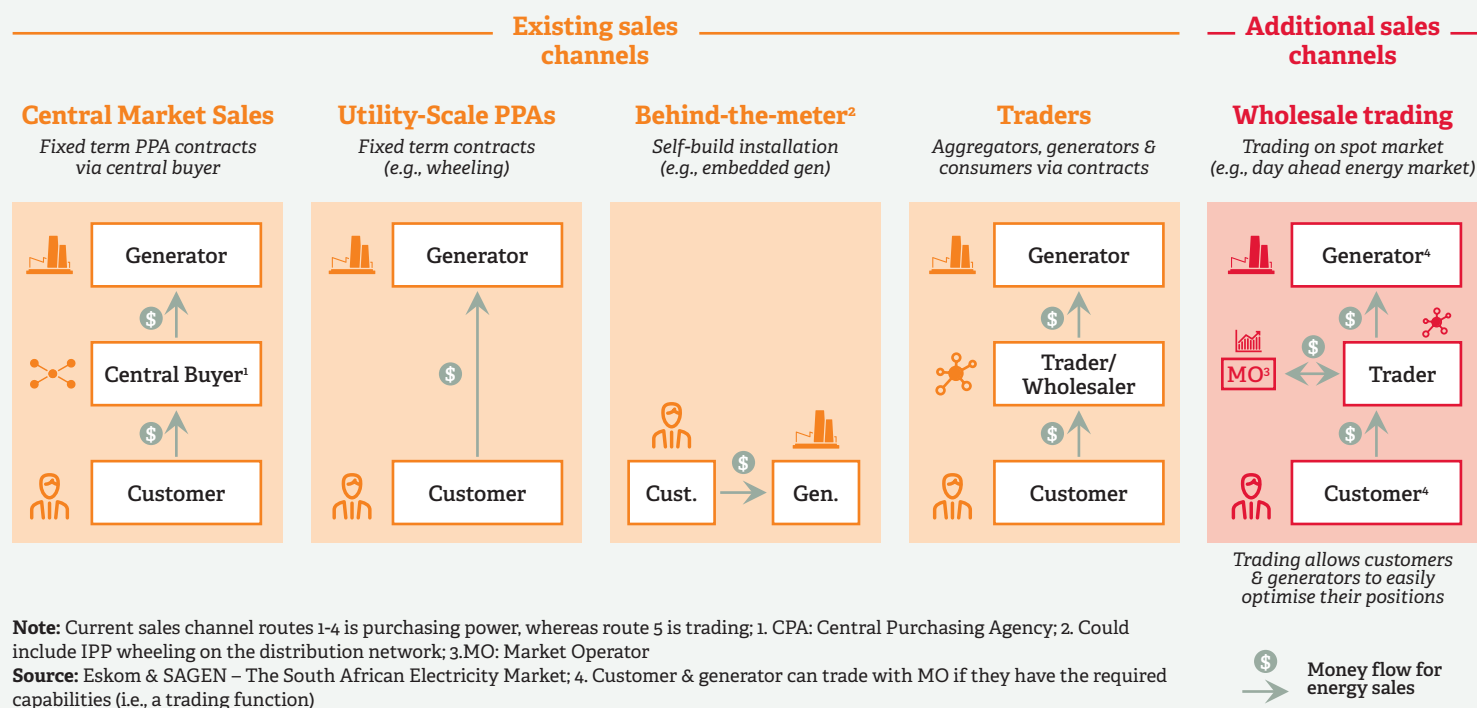 Existing sales
channels
Additional sales
channels
Central Market Sales
Fixed term PPA contracts
via central buyer
Generator
$
Central Buyer¹
$
Customer
Utility-Scale PPAs
Fixed term contracts
(e.g., wheeling)
Generator
$
Customer
Behind-the-meter²
Self-build installation
(e.g., embedded gen)
Cust.
$
Gen.
Traders
Aggregators, generators &
consumers via contracts
Generator
$
Trader/
Wholesaler
$
Customer
Wholesale trading
Trading on spot market
(e.g., day ahead energy market)
Generator⁴
$
MO³
$
Trader
$
Customer⁴
Trading allows customers
& generators to easily
optimise their positions
Note: Current sales channel routes 1-4 is purchasing power, whereas route 5 is trading; 1. CPA: Central Purchasing Agency; 2. Could
include IPP wheeling on the distribution network; 3.MO: Market Operator
Source: Eskom & SAGEN – The South African Electricity Market; 4. Customer & generator can trade with MO if they have the required
capabilities (i.e., a trading function)
$
Money flow for
energy sales